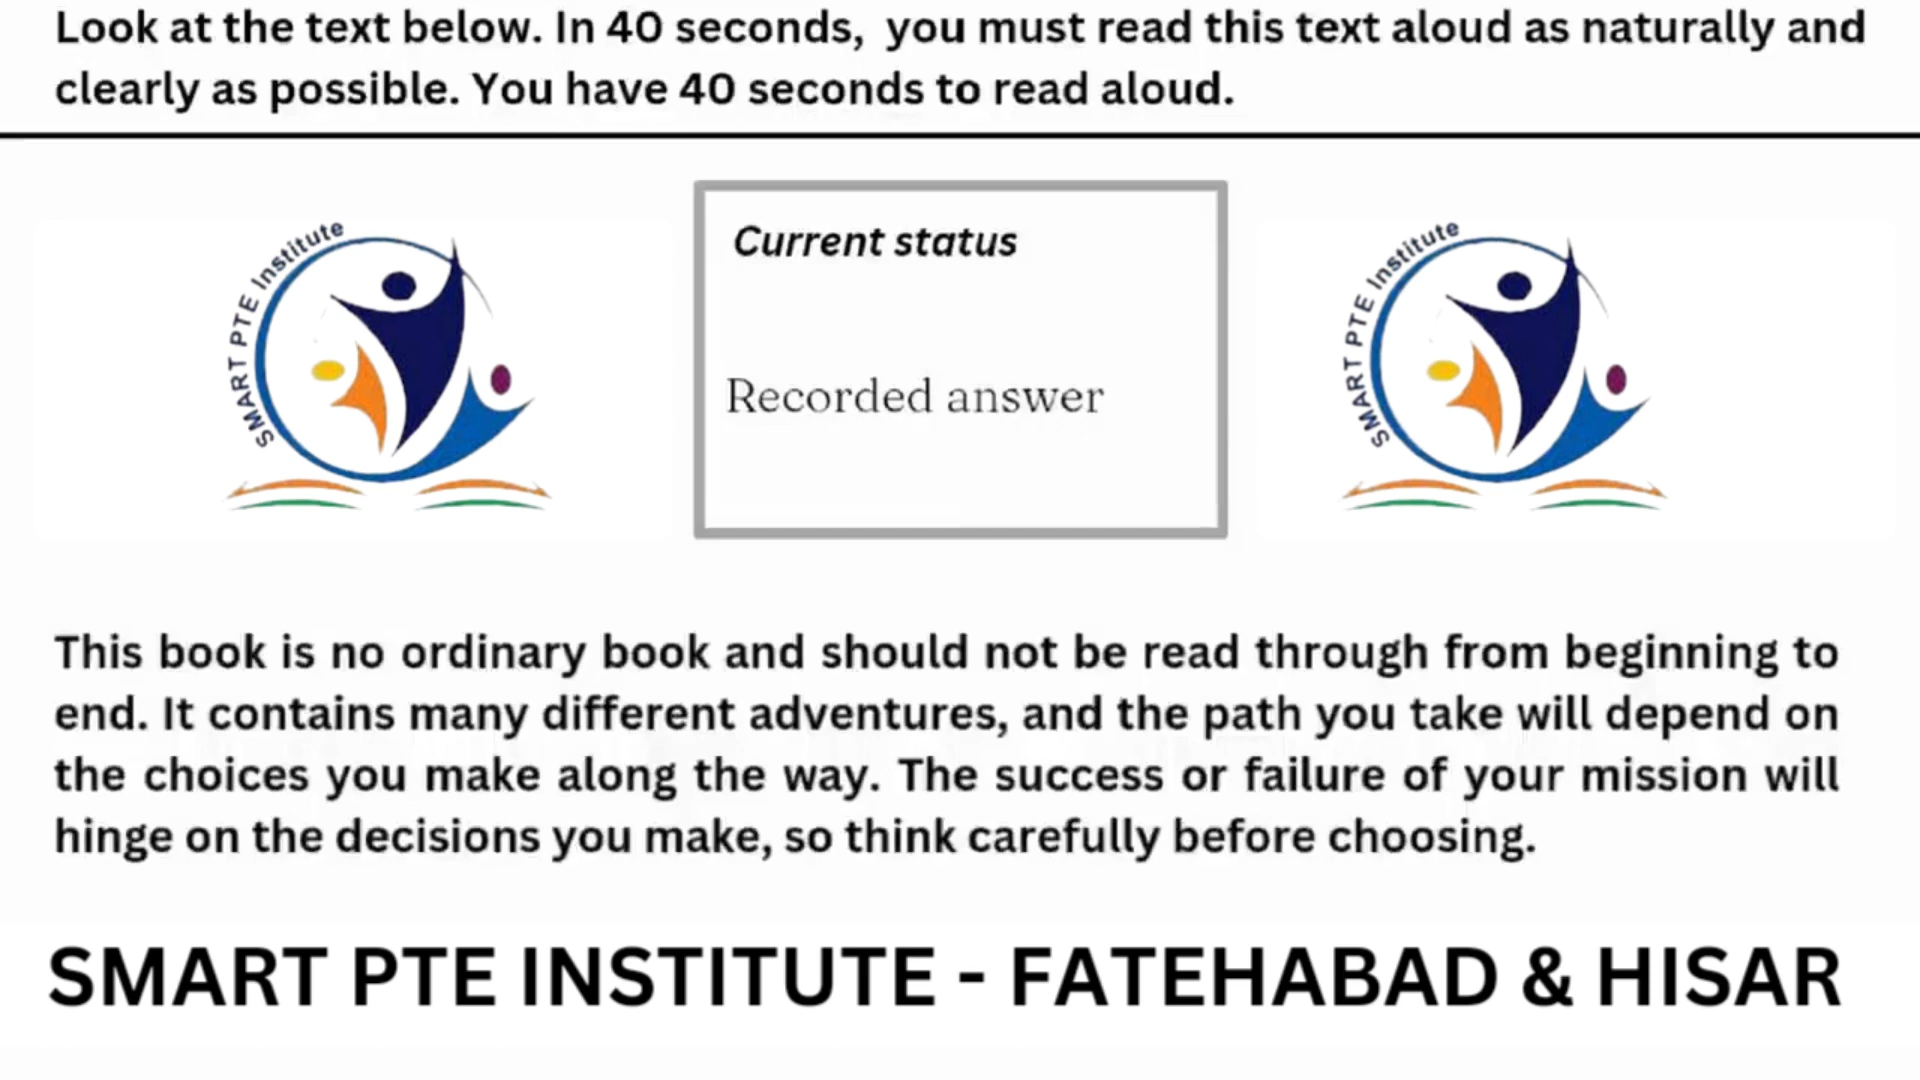 Look at the text below. In 40 seconds, you must read this text aloud as naturally and
clearly as possible. You have 40 seconds to read aloud.
SMART PTE Institute
Current status
Recorded answer
SMART PTE Institute
This book is no ordinary book and should not be read through from beginning to
end. It contains many different adventures, and the path you take will depend on
the choices you make along the way. The success or failure of your mission will
hinge on the decisions you make, so think carefully before choosing.
SMART PTE INSTITUTE - FATEHABAD & HISAR